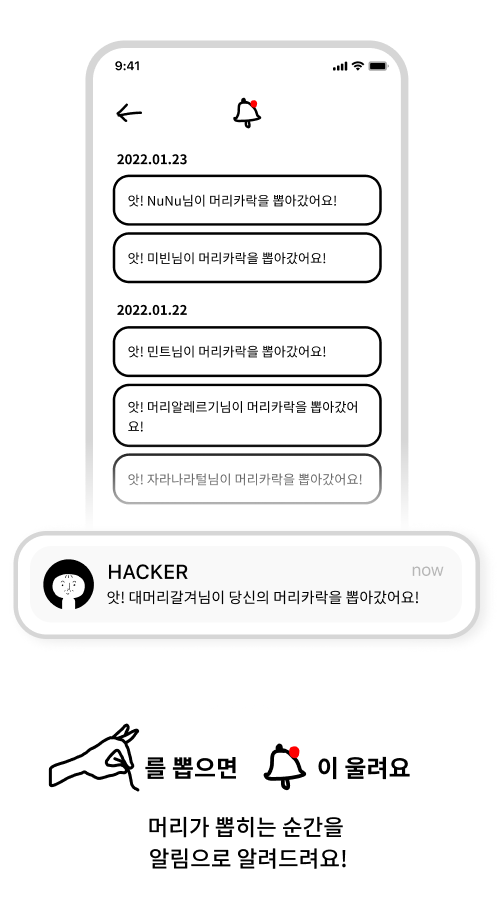 9:41
2022.01.23
앗! NuNu님이 머리카락을 뽑아갔어요!
앗! 미빈님이 머리카락을 뽑아갔어요!
2022.01.22
앗! 민트님이 머리카락을 뽑아갔어요!
앗! 머리알레르기님이 머리카락을 뽑아갔어
요!
앗! 자라나라털님이 머리카락을 뽑아갔어요!
HACKER
now
앗! 대머리갈겨님이 당신의 머리카락을 뽑아갔어요!
를 뽑으면 이 울려요
머리가 뽑히는 순간을
알림으로 알려드려요!